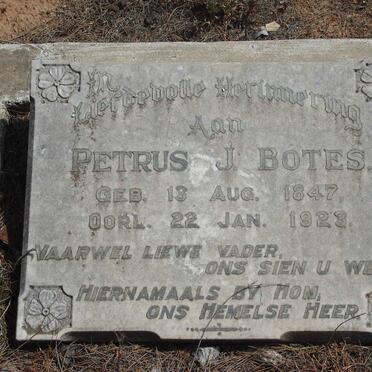 In
Liefdevolle Herinnering
Aan
PETRUS J. BOTES.
GEB. 13 AUG. 1847.
OORL. 22 JAN. 1923.
VAARWEL LIEWE VADER,
ONS SIEN U WE
HIERNAMAALS BY HOM,
ONS HEMELSE HEER.